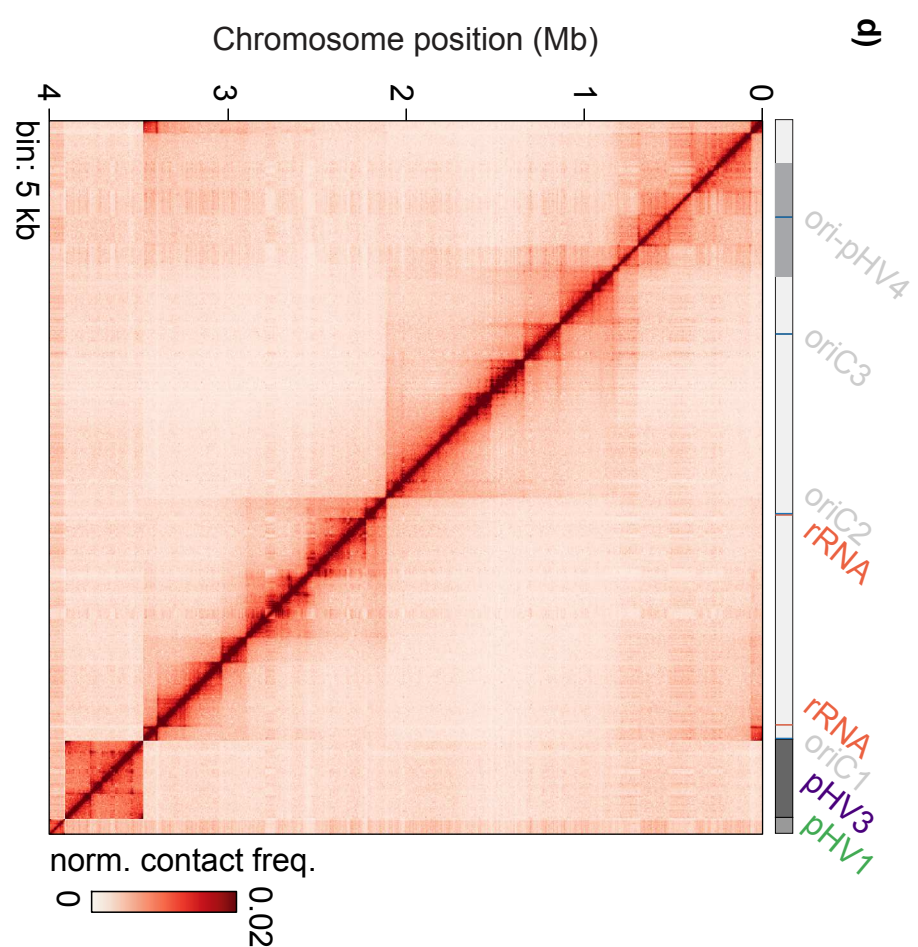 d)
Chromosome position (Mb)
4
3
2
1
0
bin: 5 kb
ori-pHV4
oriC3
oriC2
rRNA
rRNA
oriC1
pHV3
pHV1
norm. contact freq.
0
0.02